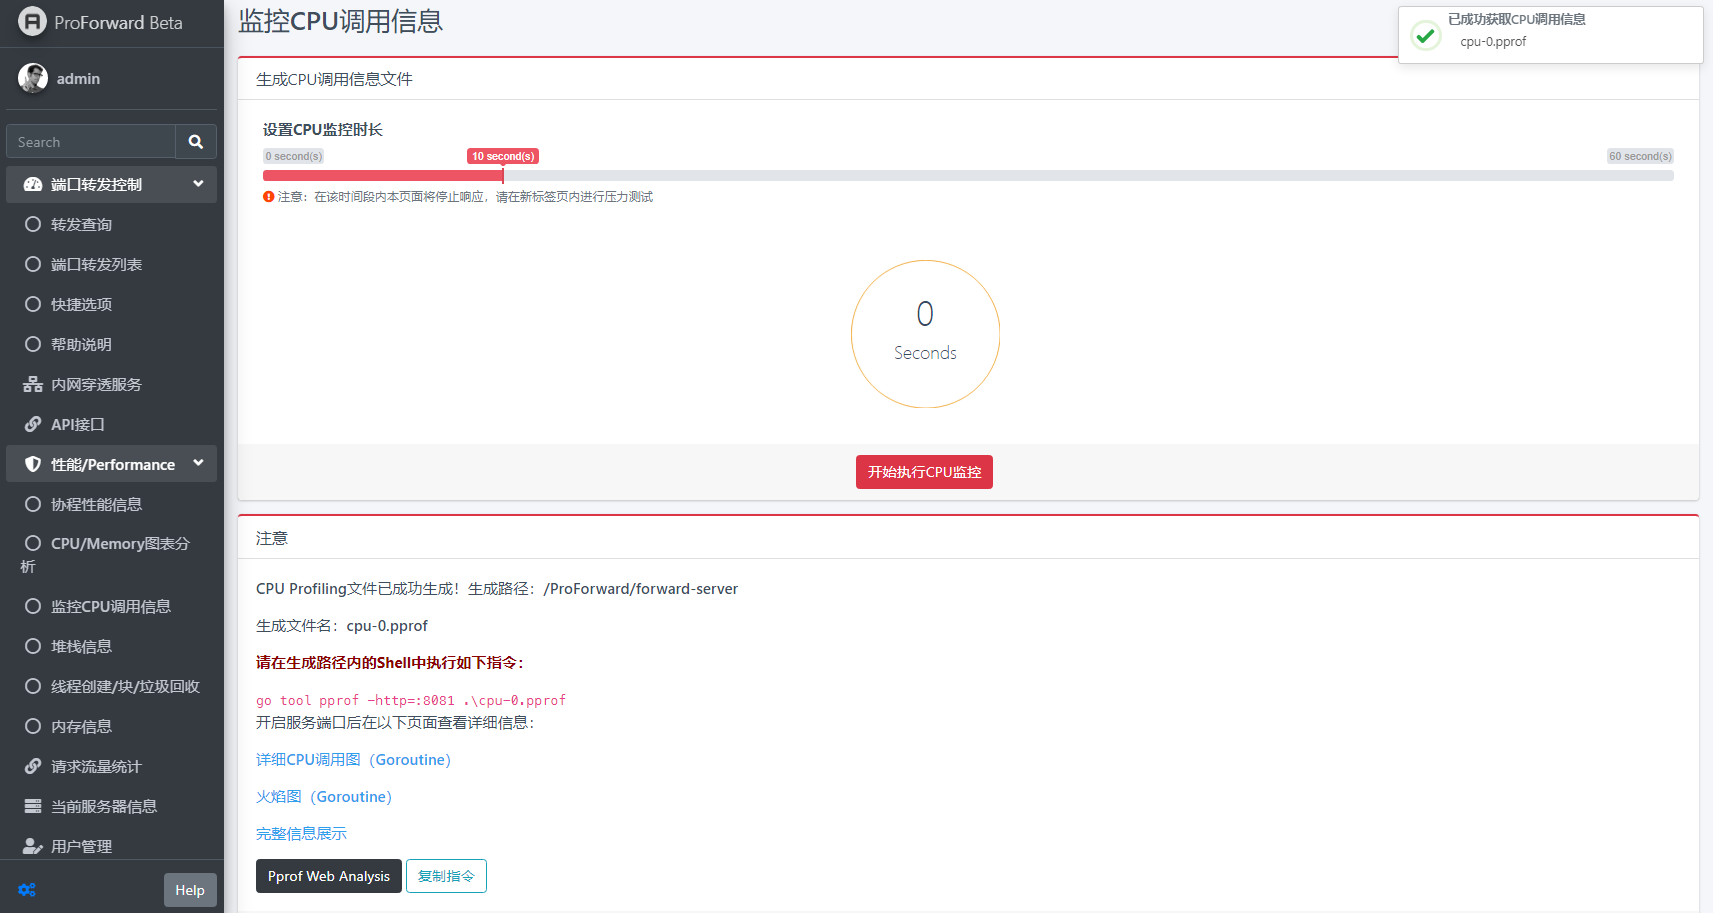 ProForward Beta
admin
Search
端口转发控制
转发查询
端口转发列表
快捷选项
帮助说明
内网穿透服务
API接口
性能/Performance
协程性能信息
CPU/Memory图表分
析
监控CPU调用信息
堆栈信息
线程创建/块/垃圾回收
内存信息
请求流量统计
当前服务器信息
用户管理
Help
监控CPU调用信息
已成功获取CPU调用信息
cpu-0.pprof
生成CPU调用信息文件
设置CPU监控时长
0 second(s)
10 second(s)
60 second(s)
注意：在该时间段内本页面将停止响应，请在新标签页内进行压力测试
0
Seconds
开始执行CPU监控
注意
CPU Profiling文件已成功生成！生成路径：/ProForward/forward-server
生成文件名：cpu-0.pprof
请在生成路径内的Shell中执行如下指令：
go tool pprof -http=:8081 .\cpu-0.pprof
开启服务端口后在以下页面查看详细信息：
详细CPU调用图（Goroutine）
火焰图（Goroutine）
完整信息展示
Pprof Web Analysis
复制指令